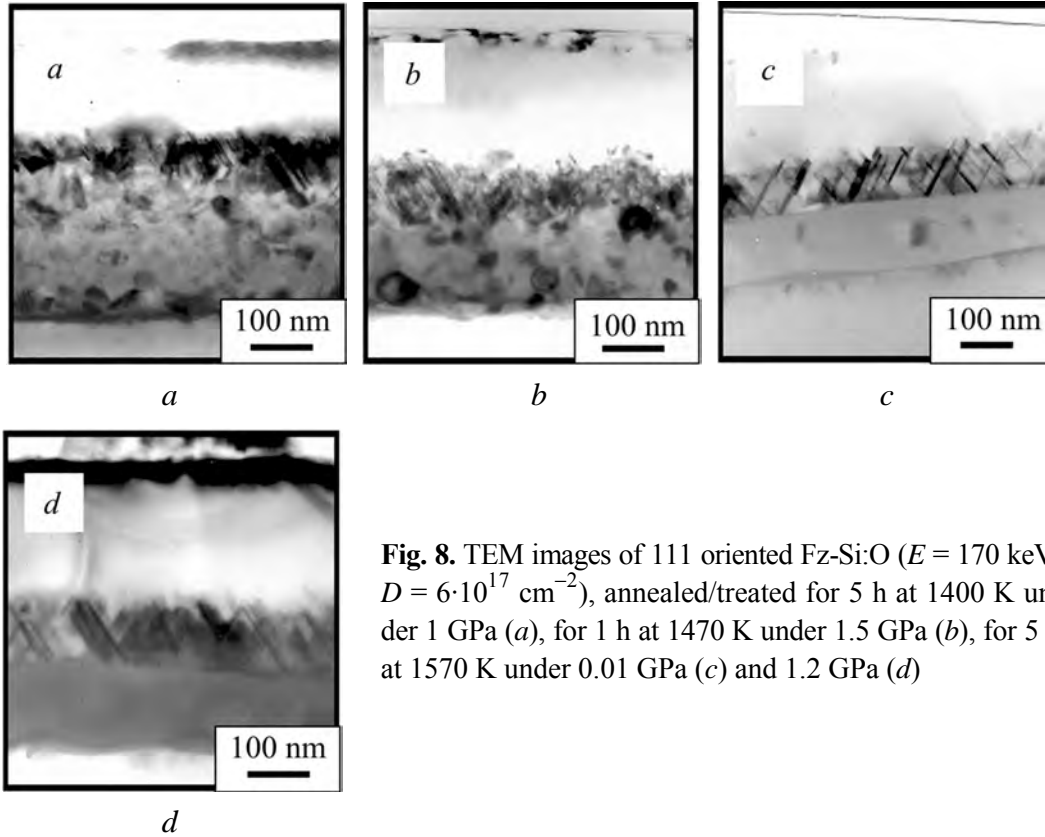 a
b
c
100 nm
100 nm
100 nm
a
b
c
d
100 nm
d
Fig. 8. TEM images of 111 oriented Fz-Si:O (E = 170 keV
D = 6·10¹⁷ cm⁻²), annealed/treated for 5 h at 1400 K un
der 1 GPa (a), for 1 h at 1470 K under 1.5 GPa (b), for 5
at 1570 K under 0.01 GPa (c) and 1.2 GPa (d)